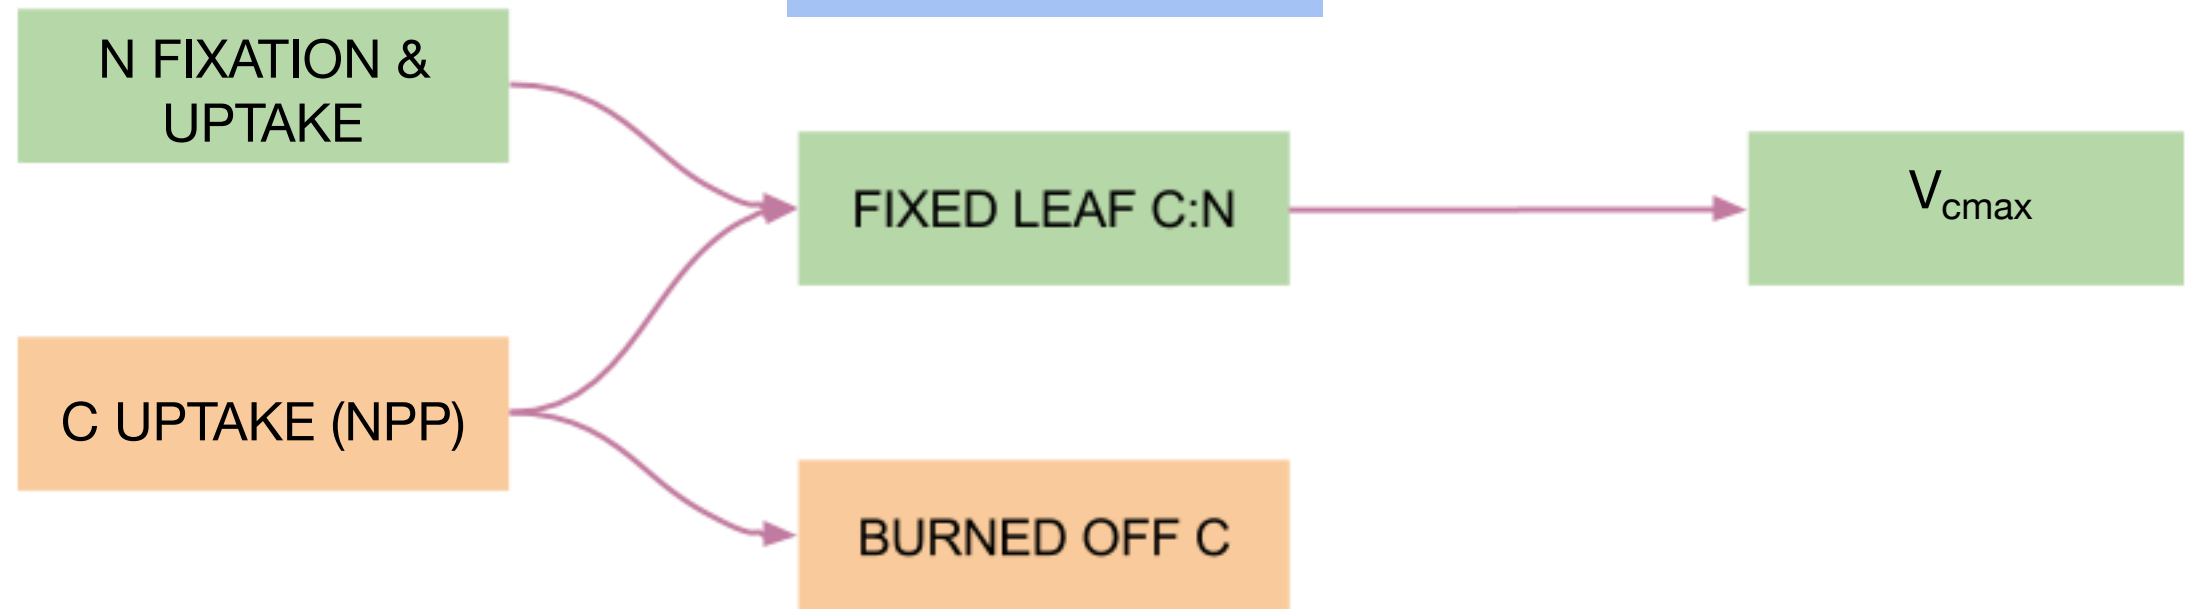 N FIXATION &
UPTAKE
FIXED LEAF C:N
Vcmax
C UPTAKE (NPP)
BURNED OFF C